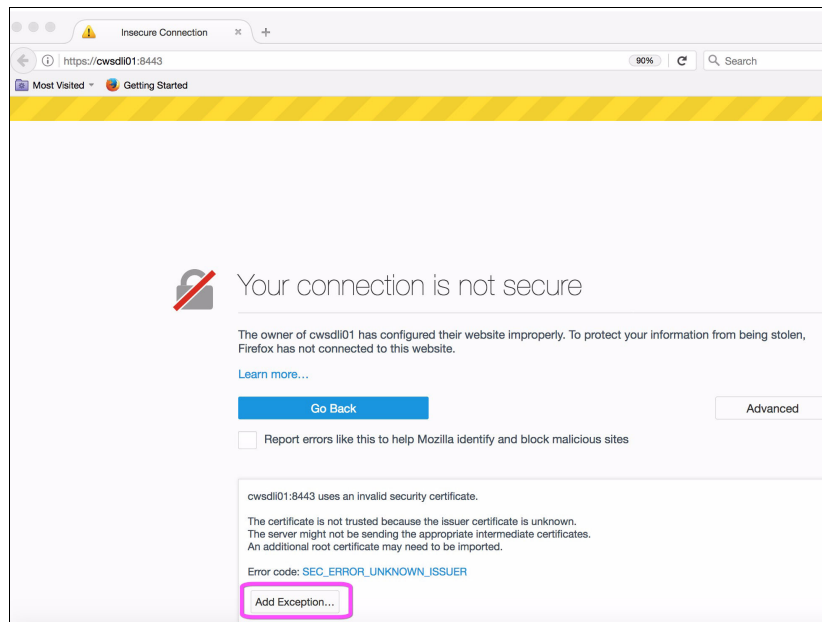 Insecure Connection
https://cwsdli01:8443
90%
Search
Most Visited
Getting Started
Your connection is not secure
The owner of cwsdli01 has configured their website improperly. To protect your information from being stolen,
Firefox has not connected to this website.
Learn more…
Go Back
Advanced
Report errors like this to help Mozilla identify and block malicious sites
cwsdli01:8443 uses an invalid security certificate.
The certificate is not trusted because the issuer certificate is unknown.
The server might not be sending the appropriate intermediate certificates.
An additional root certificate may need to be imported.
Error code: SEC_ERROR_UNKNOWN_ISSUER
Add Exception…